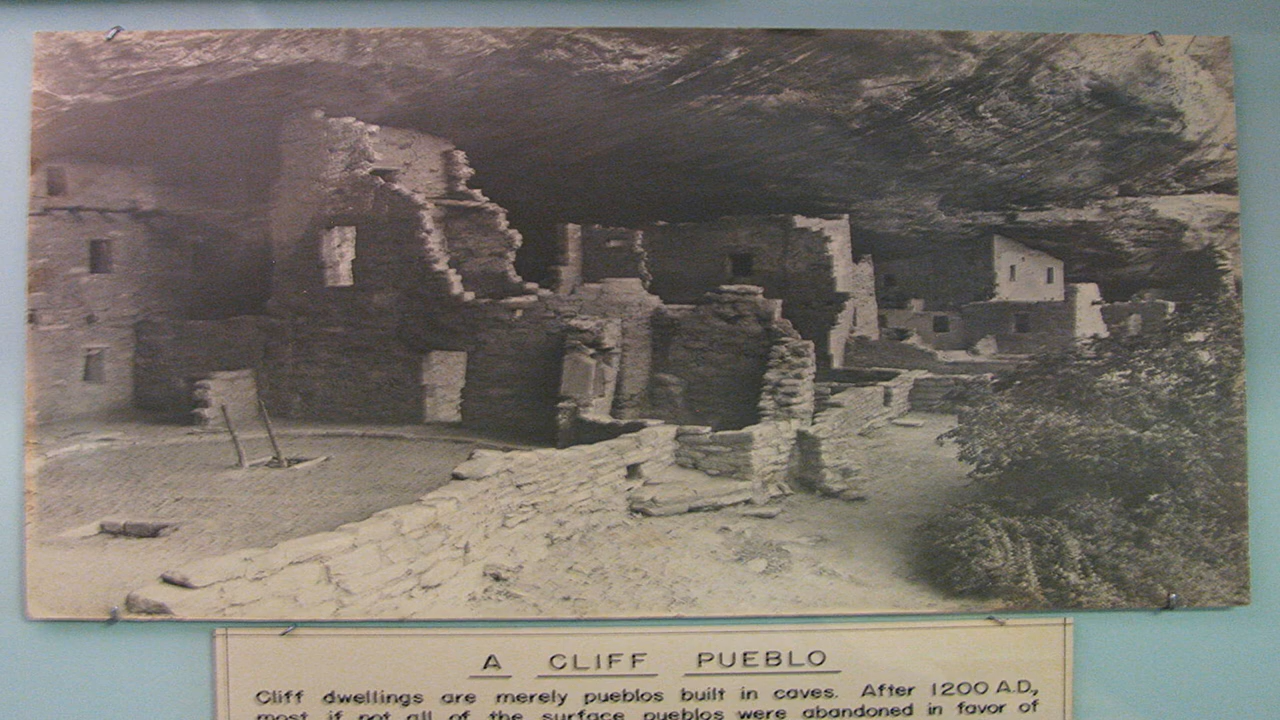 A CLIFF PUEBLO
Cliff dwellings are merely pueblos built in caves. After 1200 A.D.,
most if not all of the surface pueblos were abandoned in favor of